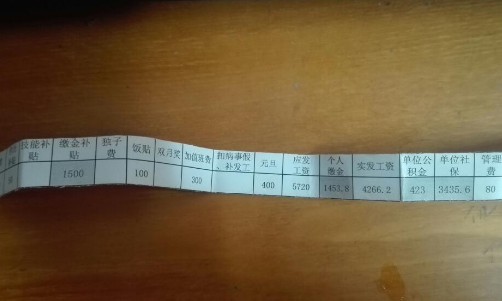 技能补贴 缴金补贴 独子费 饭贴 双月奖 加值班费 扣病事假、补发工 元旦 应发工资 个人缴金 实发工资 单位公积金 单位社保 管理费
1500 100 300 400 5720 1453.8 4266.2 423 3435.6 80